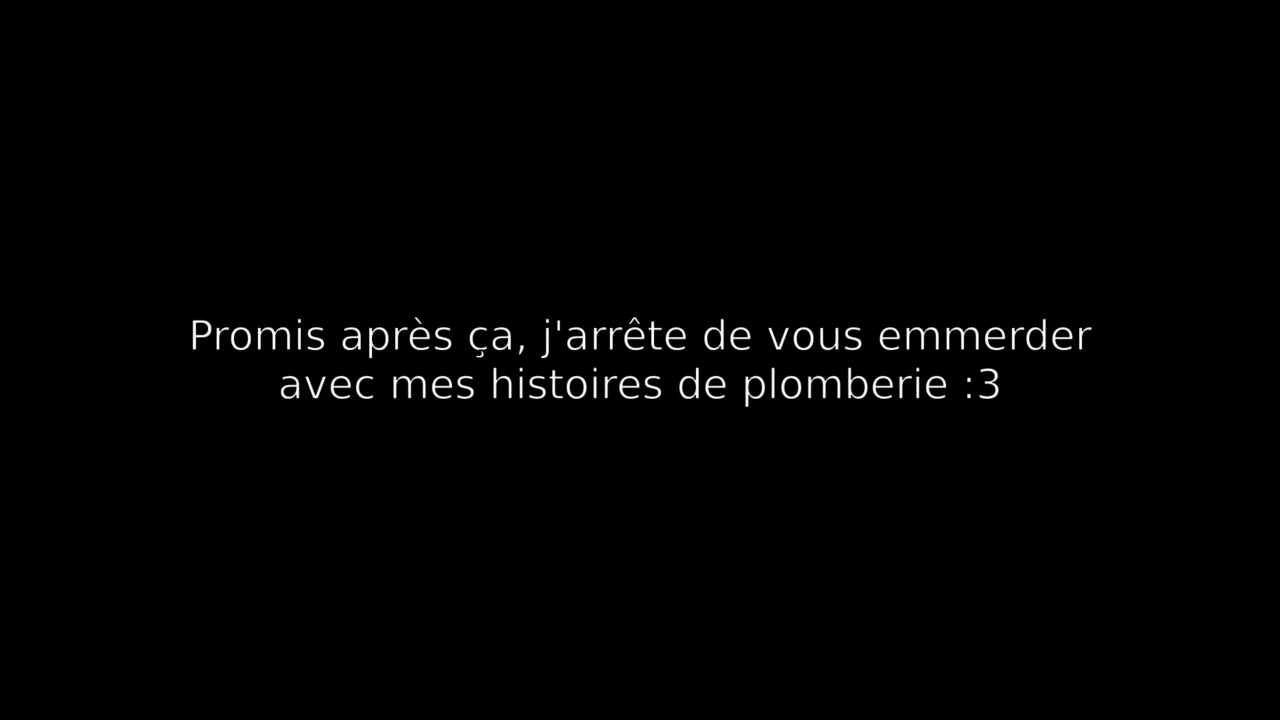 Promis après ça, j'arrête de vous emmerder
avec mes histoires de plomberie :3